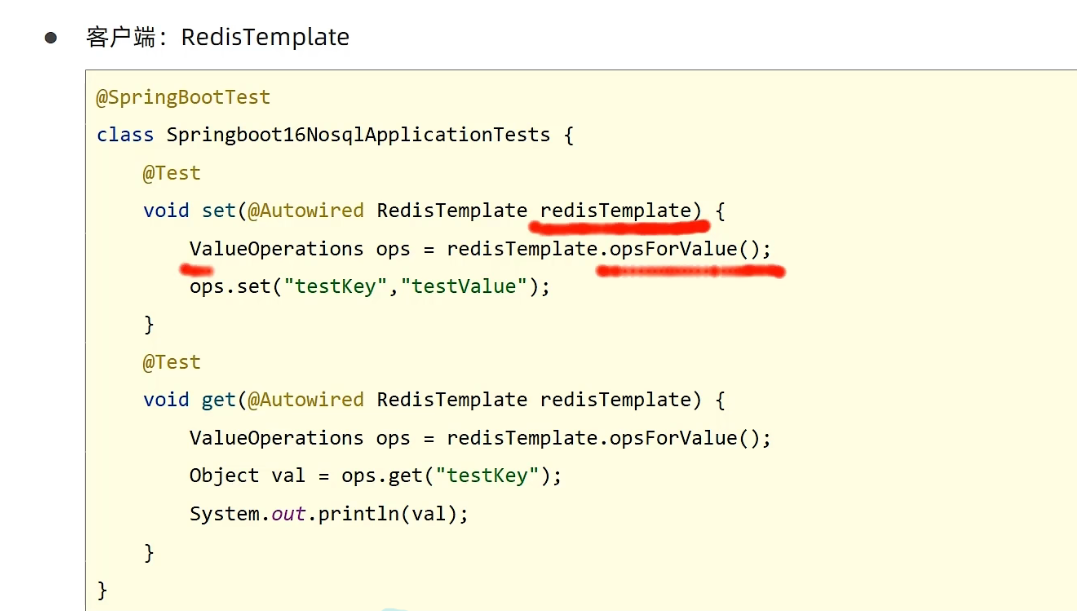 ● 客户端：RedisTemplate
@SpringBootTest
class Springboot16NosqlApplicationTests {
    @Test
    void set(@Autowired RedisTemplate redisTemplate) {
        ValueOperations ops = redisTemplate.opsForValue();
        ops.set("testKey","testValue");
    }
    @Test
    void get(@Autowired RedisTemplate redisTemplate) {
        ValueOperations ops = redisTemplate.opsForValue();
        Object val = ops.get("testKey");
        System.out.println(val);
    }
}